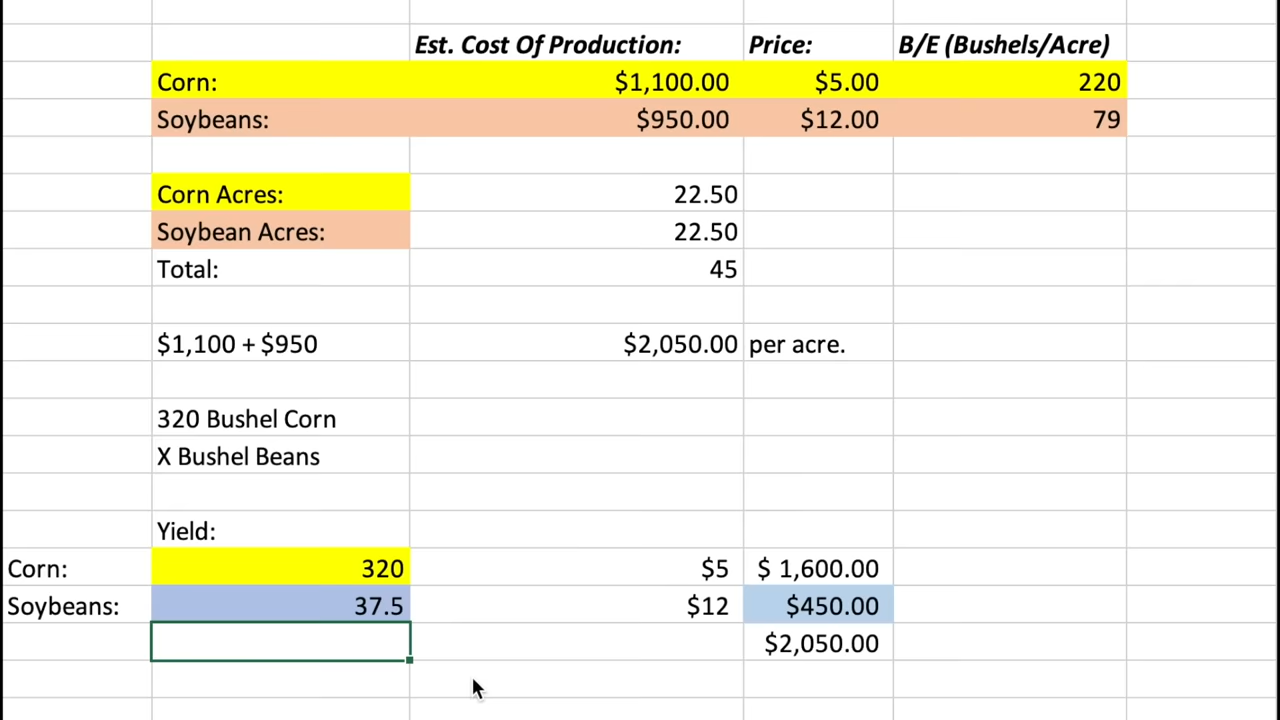 Est. Cost Of Production: Price: B/E (Bushels/Acre)
Corn: $1,100.00 $5.00 220
Soybeans: $950.00 $12.00 79
Corn Acres: 22.50
Soybean Acres: 22.50
Total: 45
$1,100 + $950 $2,050.00 per acre.
320 Bushel Corn
X Bushel Beans
Yield:
Corn: 320 $5 $ 1,600.00
Soybeans: 37.5 $12 $450.00
$2,050.00